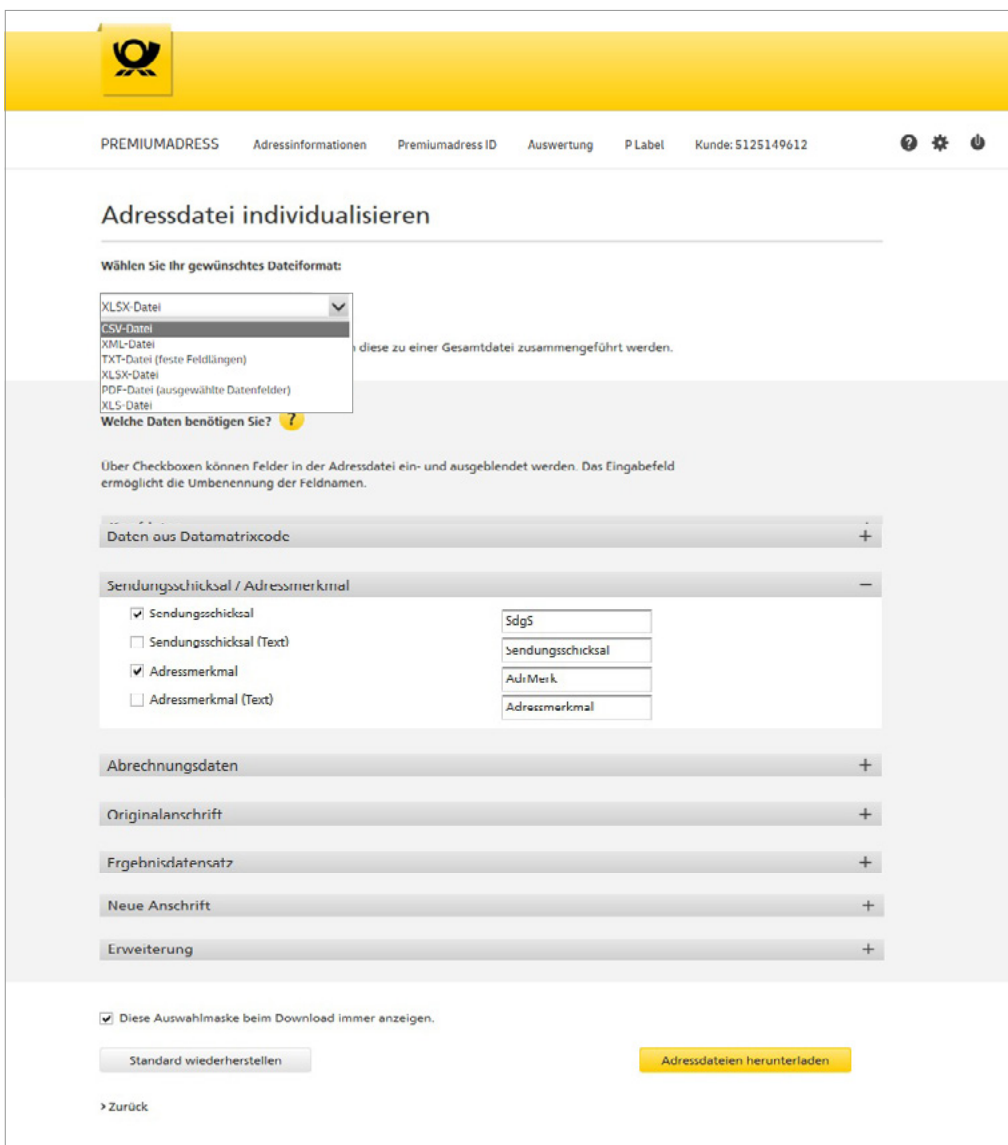 PREMIUMADRESS Adressinformationen Premiumadress ID Auswertung P Label Kunde: 5125149612
Adressdatei individualisieren
Wählen Sie Ihr gewünschtes Dateiformat:
XLSX-Datei
CSV-Datei
XML-Datei
TXT-Datei (feste Feldlängen)
XLSX-Datei
PDF-Datei (ausgewählte Datenfelder)
XLS-Datei
diese zu einer Gesamtdatei zusammengeführt werden.
Welche Daten benötigen Sie? ?
Über Checkboxen können Felder in der Adressdatei ein- und ausgeblendet werden. Das Eingabefeld
ermöglicht die Umbenennung der Feldnamen.
Daten aus Datamatrixcode +
Sendungsschicksal / Adressmerkmal –
Sendungsschicksal SdgS
Sendungsschicksal (Text) Sendungsschicksal
Adressmerkmal AdrMerk
Adressmerkmal (Text) Adressmerkmal
Abrechnungsdaten +
Originalanschrift +
Ergebnisdatensatz +
Neue Anschrift +
Erweiterung +
Diese Auswahlmaske beim Download immer anzeigen.
Standard wiederherstellen Adressdateien herunterladen
› Zurück